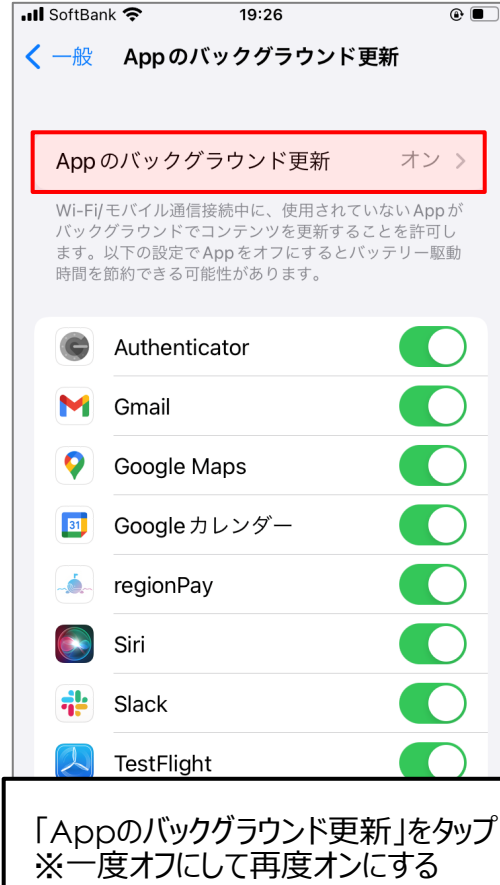 SoftBank 19:26
一般 Appのバックグラウンド更新
Appのバックグラウンド更新 オン
Wi-Fi/モバイル通信接続中に、使用されていないAppが
バックグラウンドでコンテンツを更新することを許可し
ます。以下の設定でAppをオフにするとバッテリー駆動
時間を節約できる可能性があります。
Authenticator
Gmail
Google Maps
31
Googleカレンダー
regionPay
Siri
Slack
TestFlight
「Appのバックグラウンド更新」をタップ
※一度オフにして再度オンにする